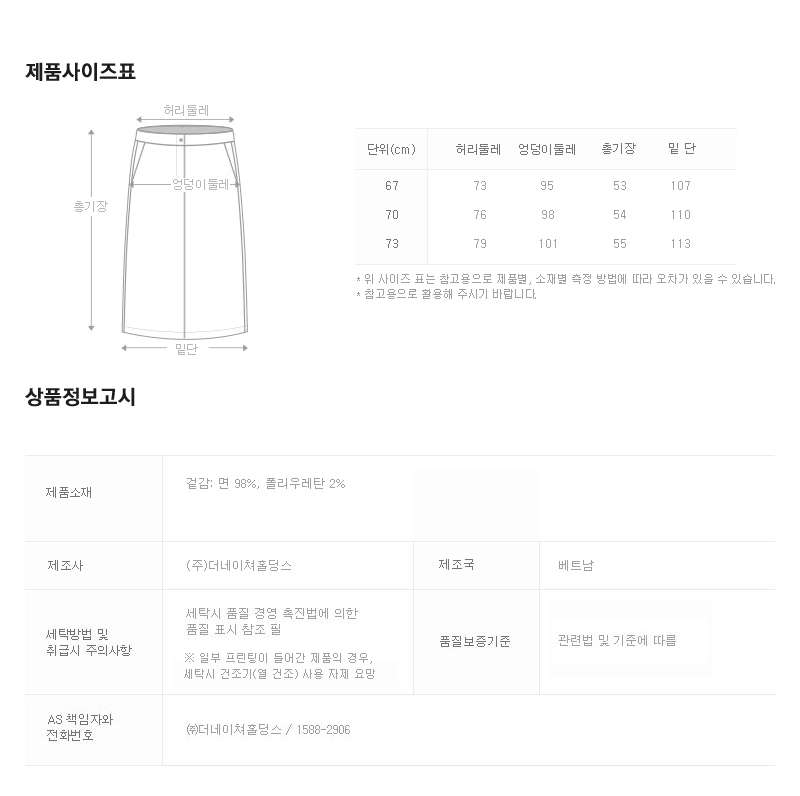 제품사이즈표
허리둘레
엉덩이둘레
총기장
밑단
단위(cm) 허리둘레 엉덩이둘레 총기장 밑 단
67 73 95 53 107
70 76 98 54 110
73 79 101 55 113
* 위 사이즈 표는 참고용으로 제품별, 소재별 측정 방법에 따라 오차가 있을 수 있습니다.
* 참고용으로 활용해 주시기 바랍니다.
상품정보고시
제품소재 겉감: 면 98%, 폴리우레탄 2%
제조사 (주)더네이쳐홀딩스 제조국 베트남
세탁방법 및
취급시 주의사항
세탁시 품질 경영 촉진법에 의한
품질 표시 참조 필
※ 일부 프린팅이 들어간 제품의 경우,
세탁시 건조기(열 건조) 사용 자제 요망
품질보증기준 관련법 및 기준에 따름
AS 책임자와
전화번호
㈜더네이쳐홀딩스 / 1588-2906